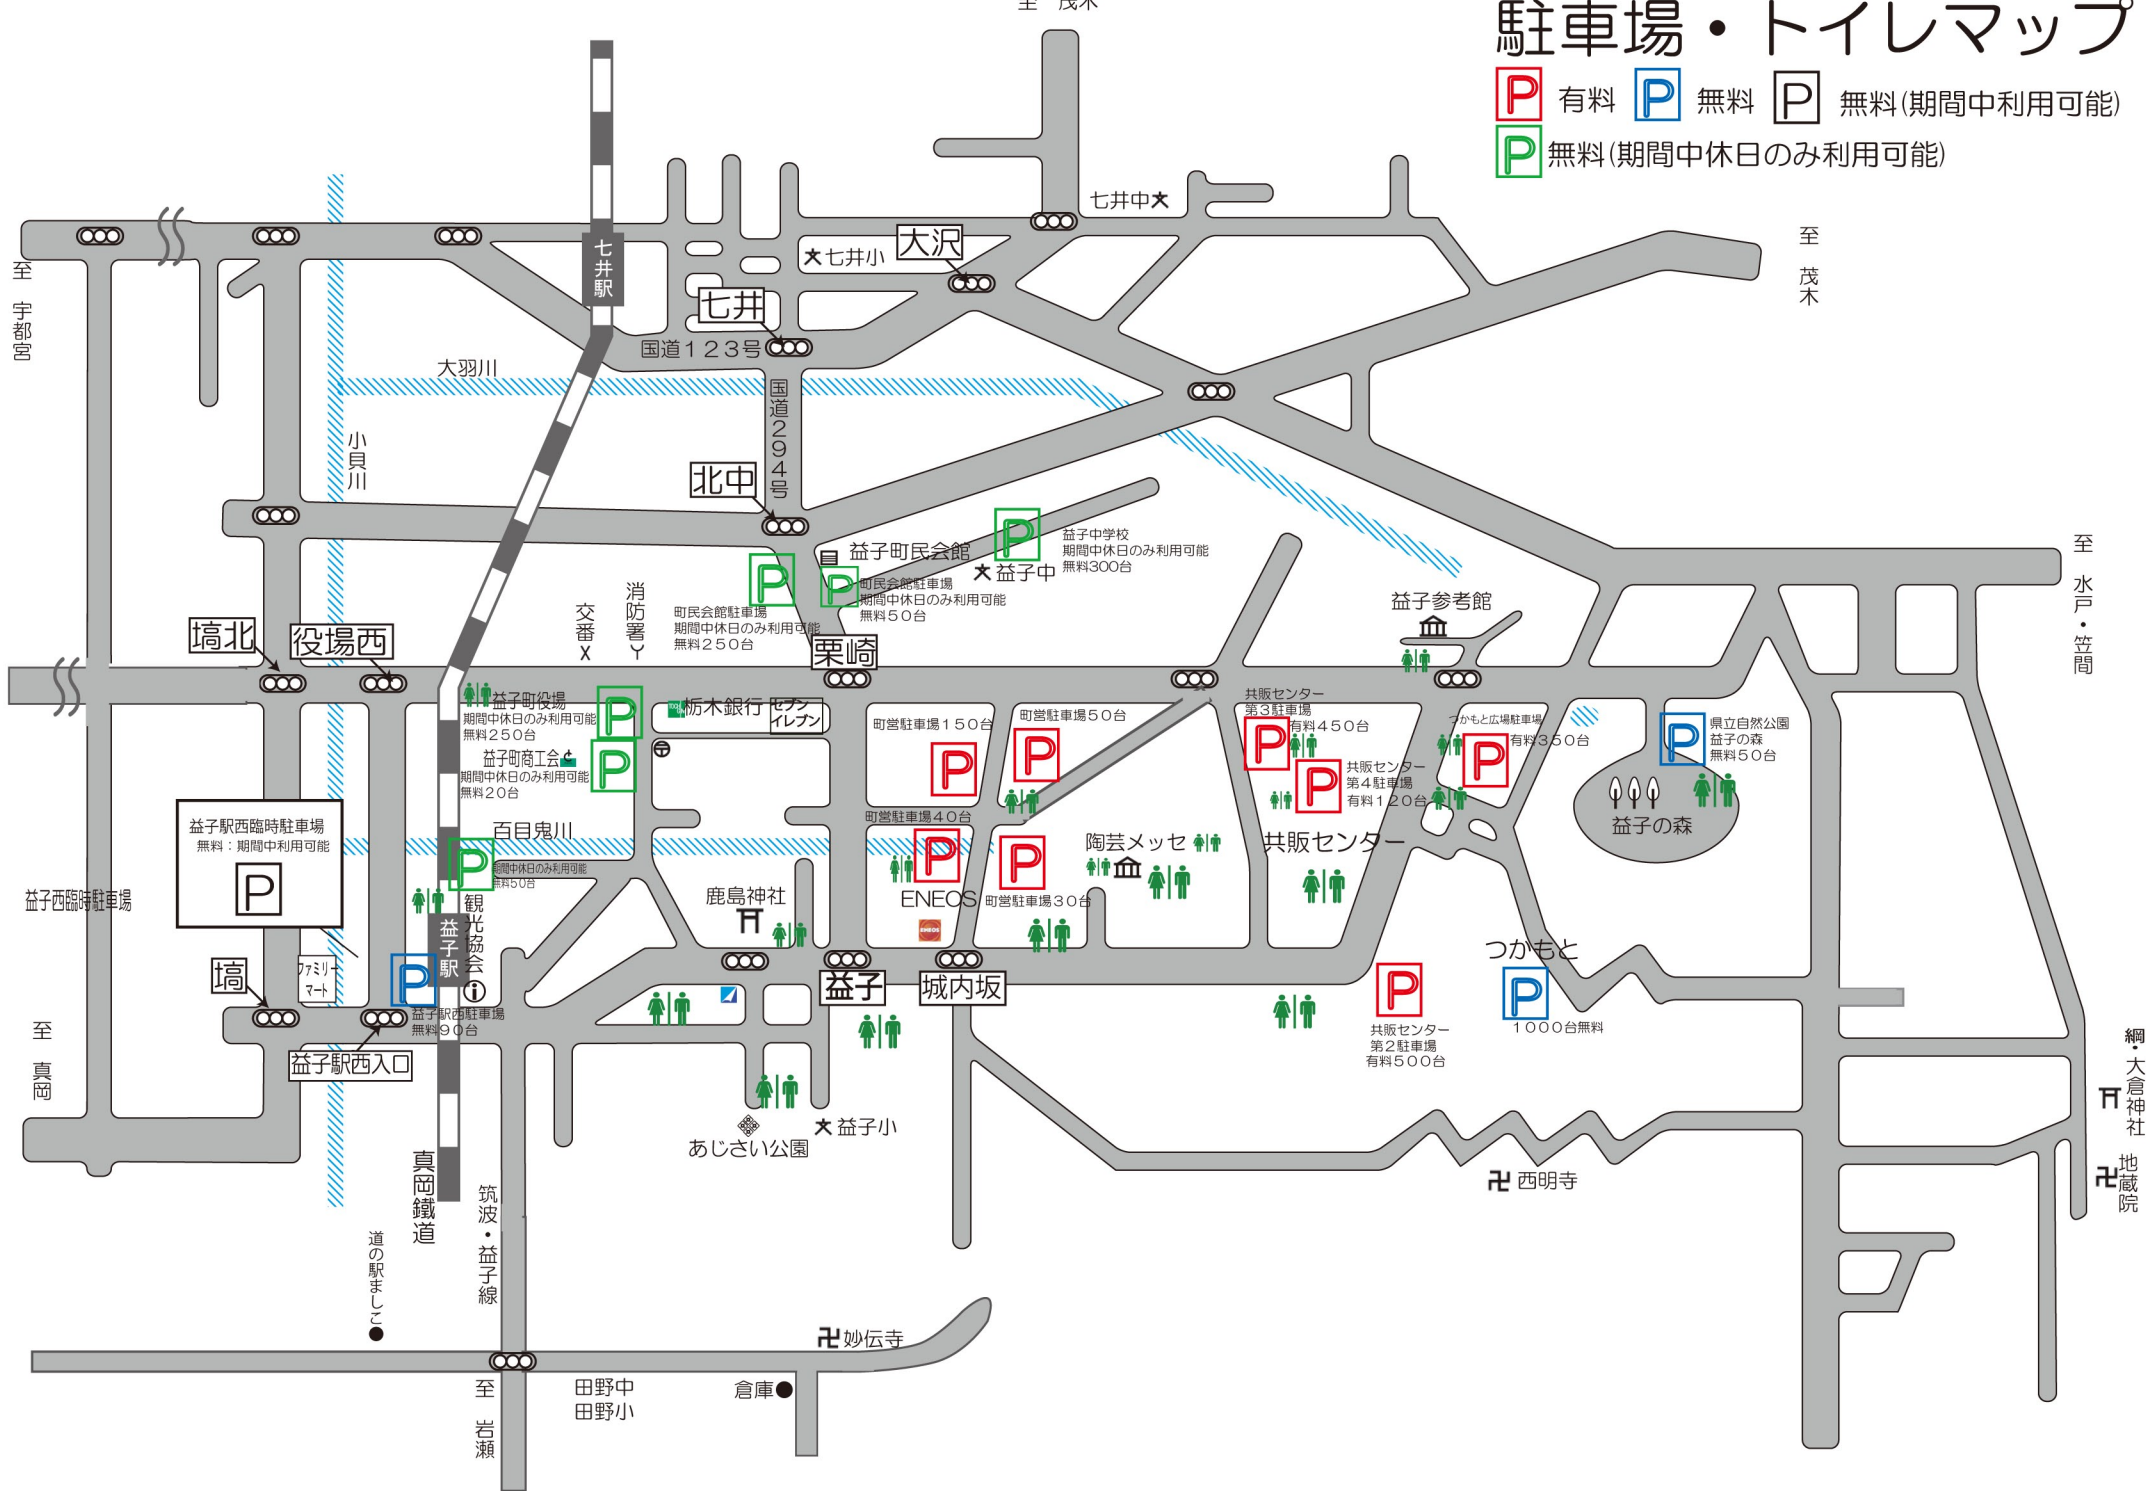 至　茂木
駐車場・トイレマップ
P 有料 P 無料 P 無料(期間中利用可能)
P 無料(期間中休日のみ利用可能)
七井中
至　茂木
大沢
七井小
七井駅
至　宇都宮
七井
国道１２３号
大羽川
国道２９４号
小貝川
北中
P
益子中学校
期間中休日のみ利用可能
無料300台
益子町民会館
益子中
P
P
町民会館駐車場
期間中休日のみ利用可能
無料５０台
町民会館駐車場
期間中休日のみ利用可能
無料２５０台
消防署
交番
至　水戸・笠間
益子参考館
塙北
役場西
栗崎
益子町役場
期間中休日のみ利用可能
無料２５０台
P
栃木銀行
セブン
イレブン
益子町商工会
期間中休日のみ利用可能
無料２０台
P
町営駐車場１５０台
P
町営駐車場５０台
P
共販センター
第３駐車場
有料４５０台
P
共販センター
第４駐車場
有料１２０台
P
つかもと広場駐車場
有料３５０台
P
県立自然公園
益子の森
無料５０台
P
益子の森
益子駅西臨時駐車場
無料：期間中利用可能
P
百目鬼川
P
期間中休日のみ利用可能
無料５０台
町営駐車場４０台
P
P
町営駐車場３０台
陶芸メッセ
共販センター
益子西臨時駐車場
鹿島神社
ENEOS
ENEOS
観光協会
益子駅
つかもと
P
１０００台無料
P
共販センター
第２駐車場
有料５００台
塙
ファミリー
マート
P
益子駅西駐車場
無料９０台
益子
城内坂
益子駅西入口
至　真岡
綱・大倉神社
あじさい公園
益子小
西明寺
地蔵院
真岡鐵道
筑波・益子線
道の駅ましこ
妙伝寺
至　岩瀬
田野中
田野小
倉庫